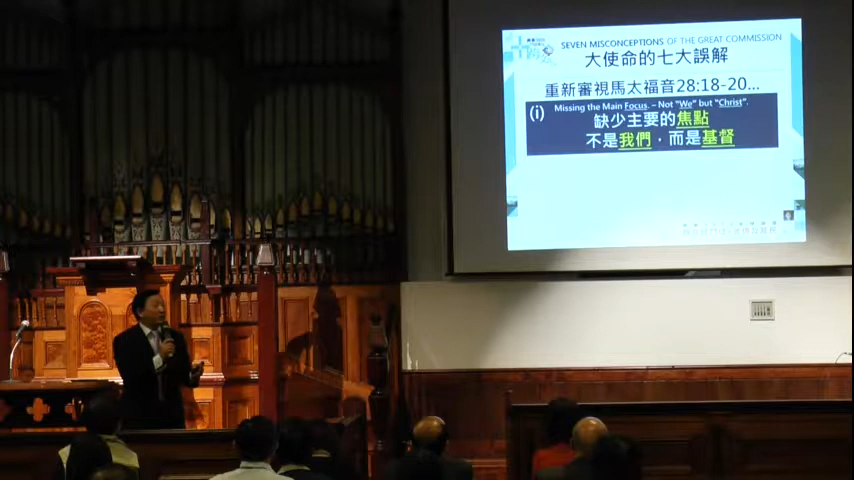 SEVEN MISCONCEPTIONS OF THE GREAT COMMISSION
大使命的七大誤解
重新審視馬太福音28:18-20...
(i) Missing the Main Focus. – Not "We" but "Christ".
缺少主要的焦點
不是我們，而是基督